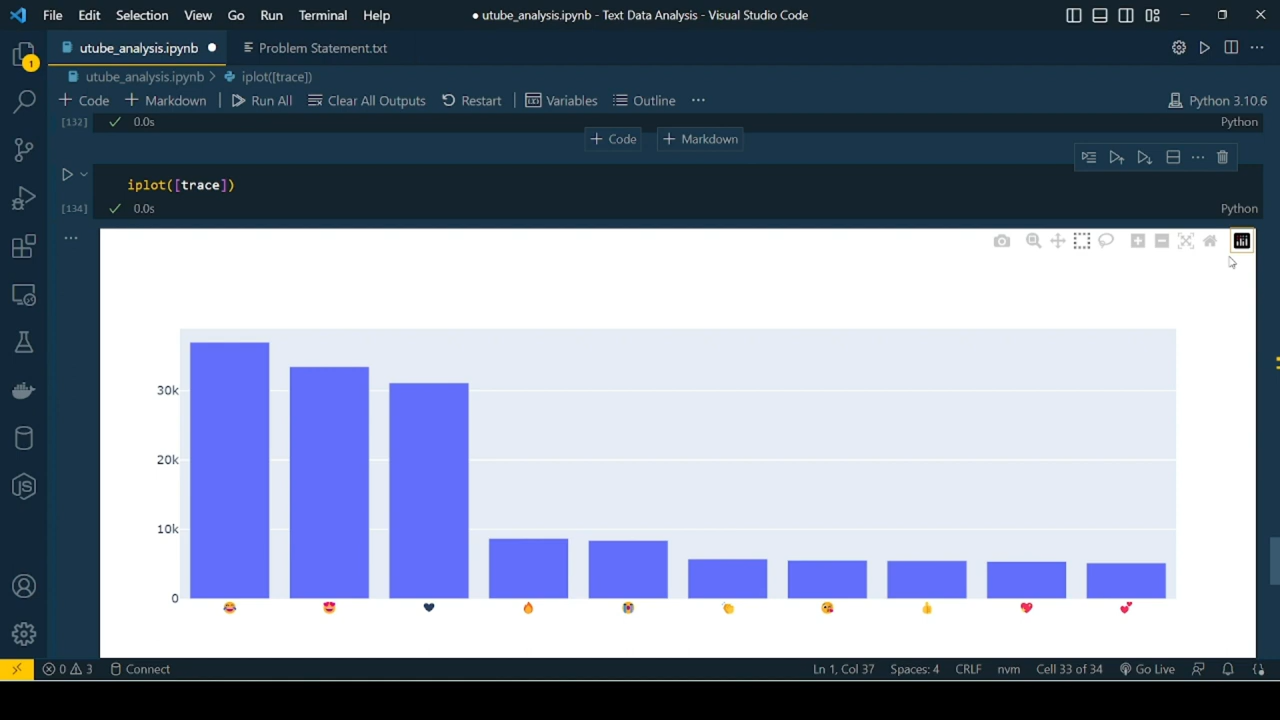 File Edit Selection View Go Run Terminal Help ● utube_analysis.ipynb - Text Data Analysis - Visual Studio Code
utube_analysis.ipynb ● Problem Statement.txt
utube_analysis.ipynb > iplot([trace])
+ Code + Markdown Run All Clear All Outputs Restart Variables Outline ... Python 3.10.6
[132] ✓ 0.0s Python
+ Code + Markdown
iplot([trace])
[134] ✓ 0.0s Python
30k
20k
10k
0
😂 😍 🖤 🔥 😭 👏 😘 👍 💖 💕
1
0 3 Connect Ln 1, Col 37 Spaces: 4 CRLF nvm Cell 33 of 34 Go Live